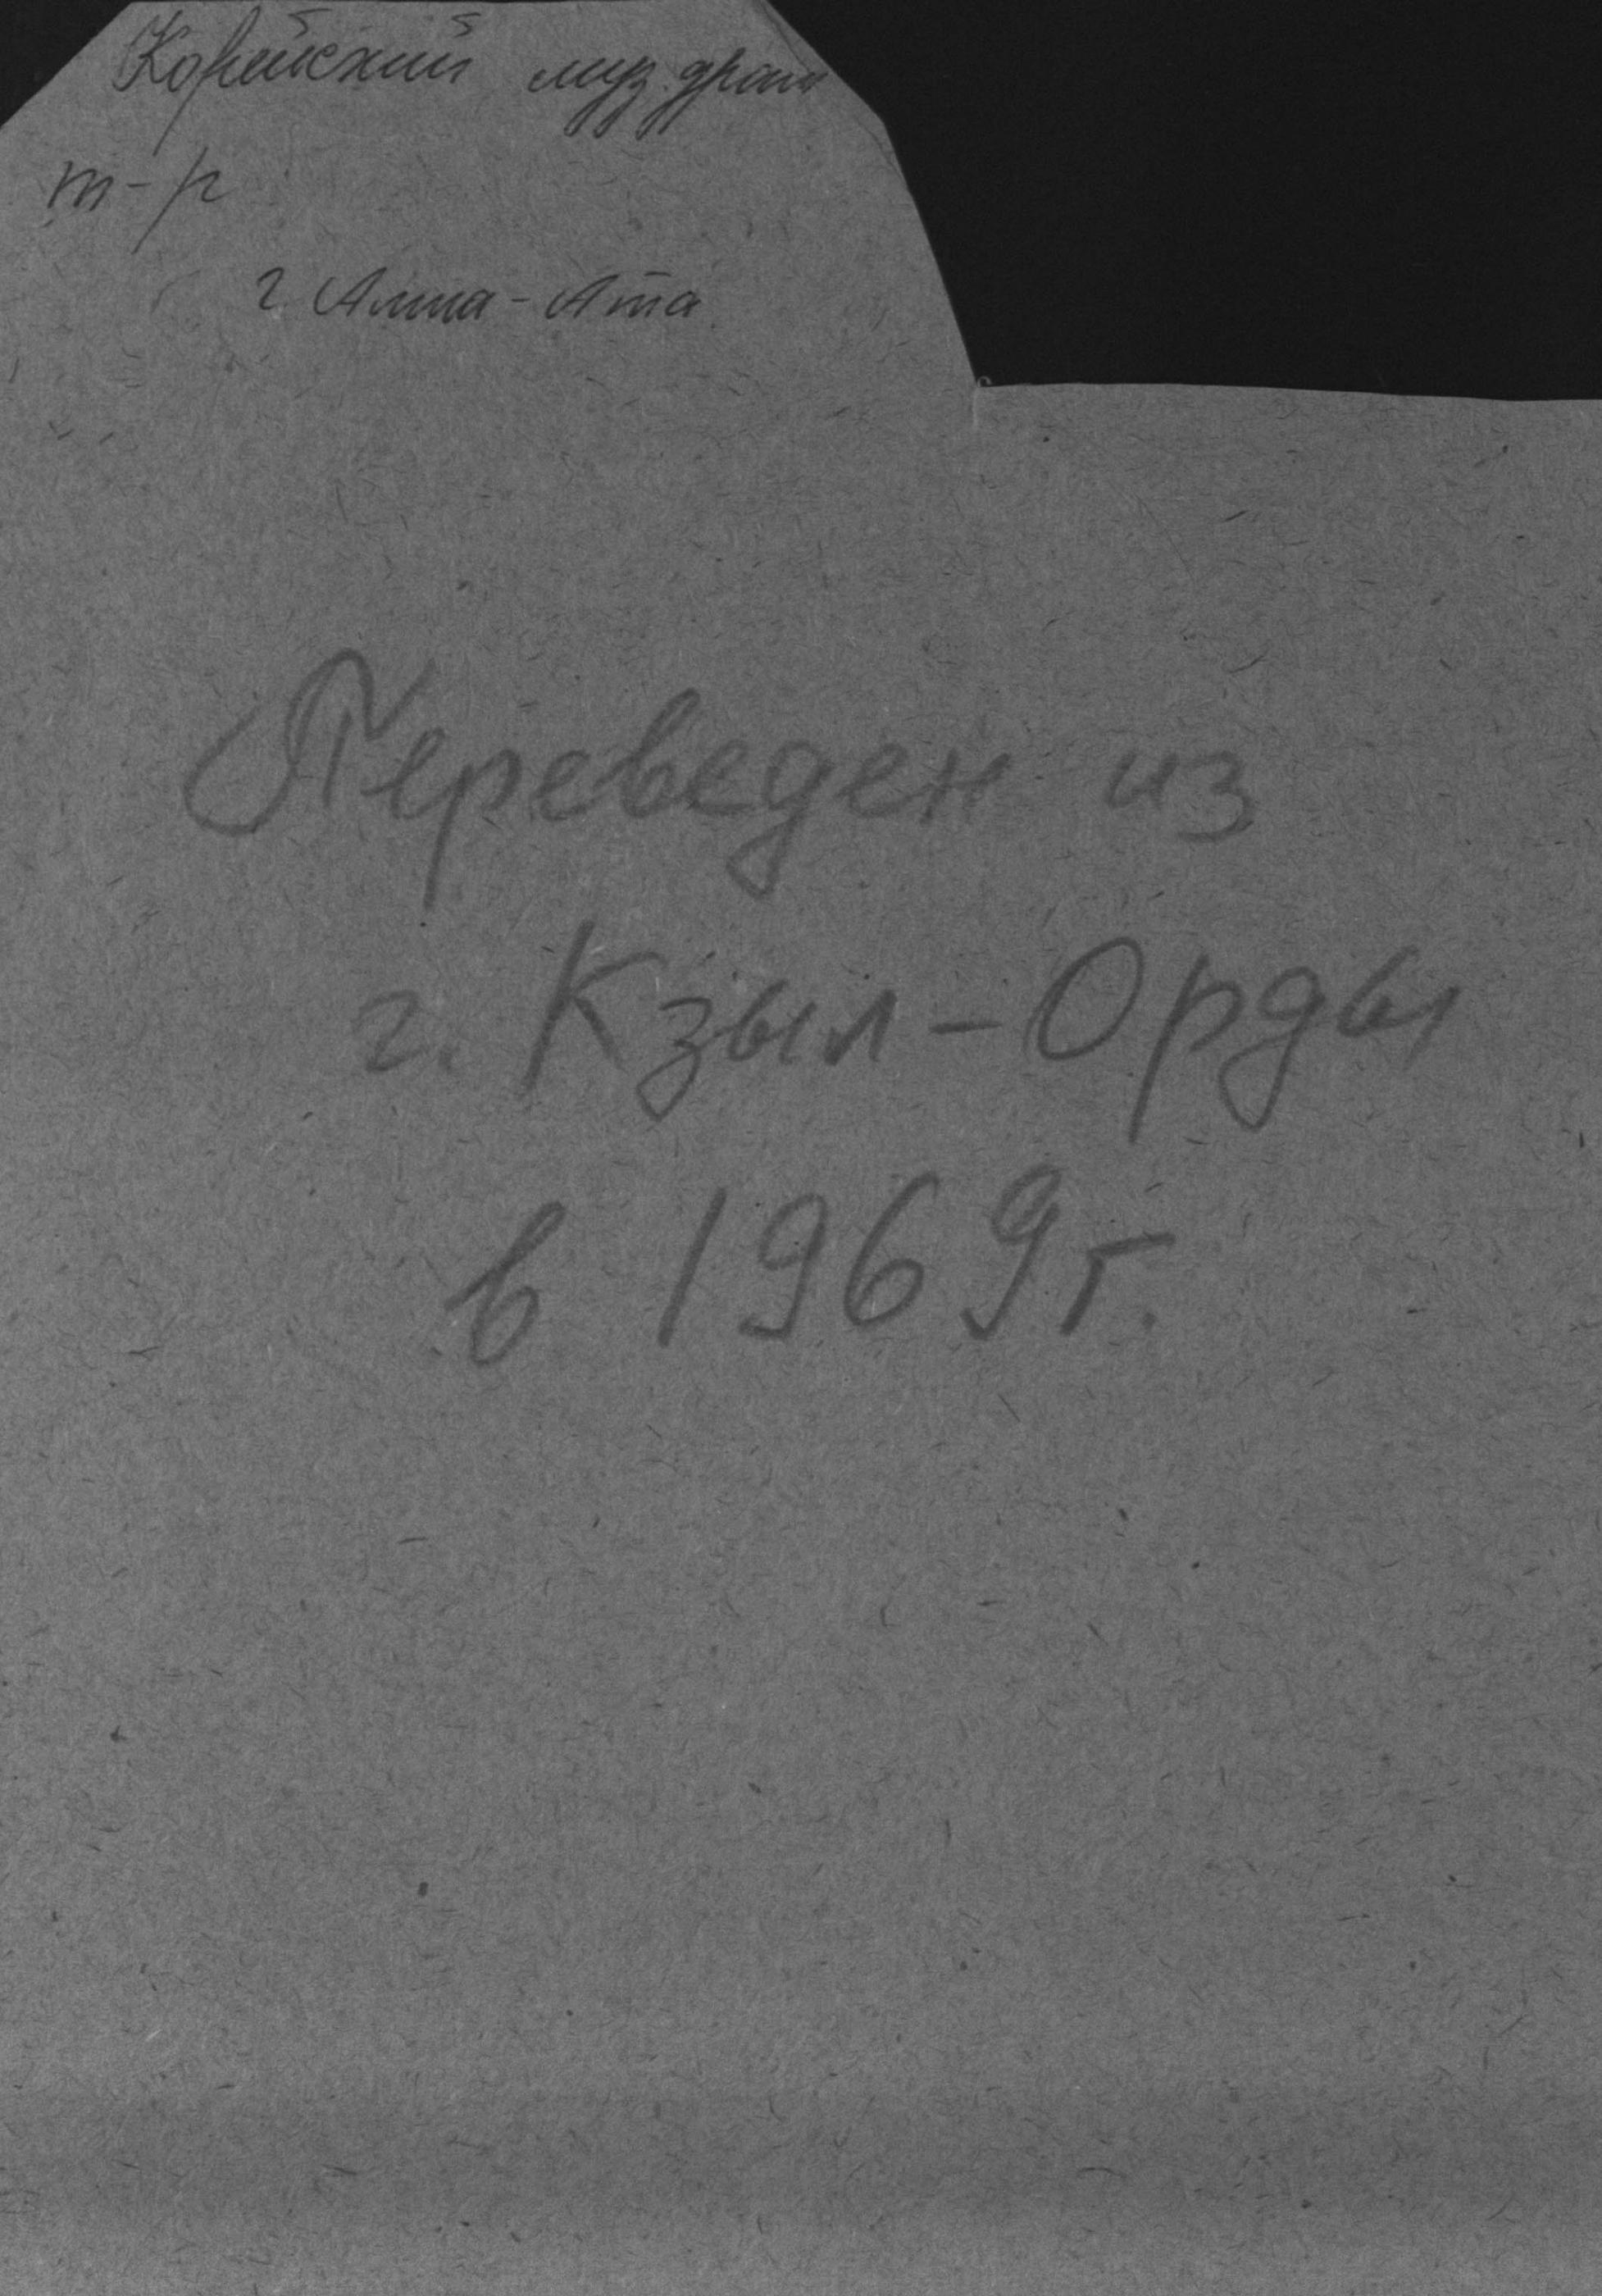 Корейский муз. драм
т-р
г Алма-Ата
Переведен из
г. Кзыл-Орды
в 1969г.